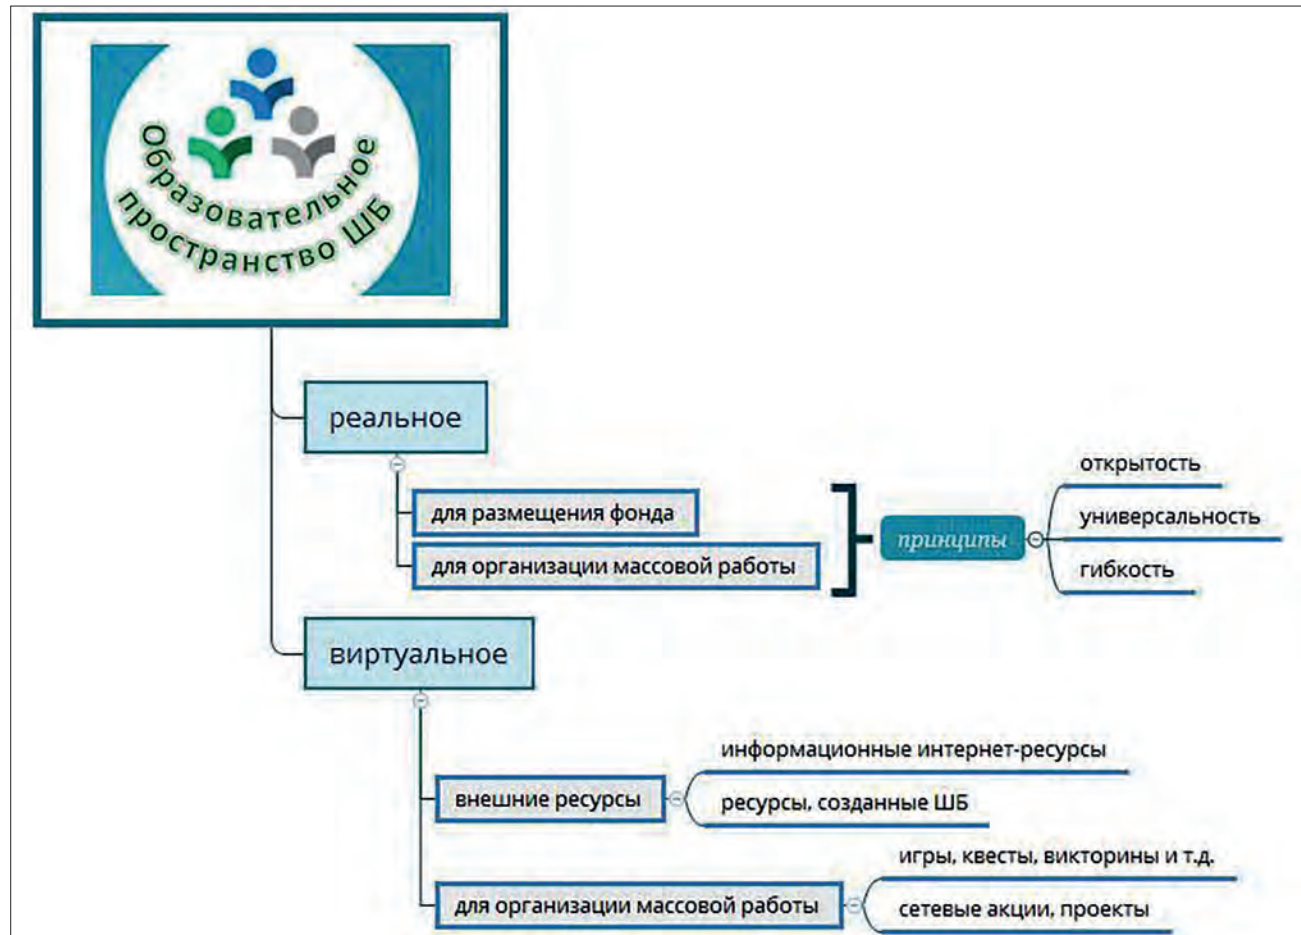 Образовательное
пространство ШБ
реальное
для размещения фонда
для организации массовой работы
принципы
открытость
универсальность
гибкость
виртуальное
внешние ресурсы
информационные интернет-ресурсы
ресурсы, созданные ШБ
для организации массовой работы
игры, квесты, викторины и т.д.
сетевые акции, проекты